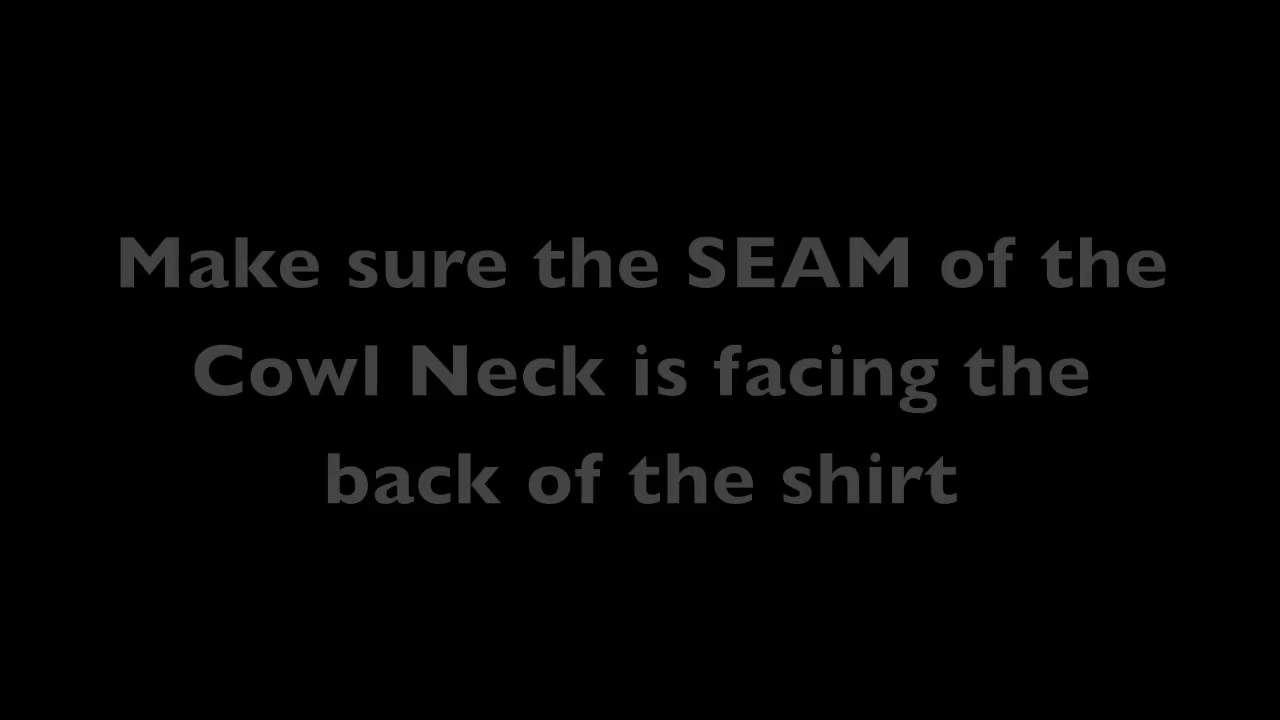 Make sure the SEAM of the
Cowl Neck is facing the
back of the shirt